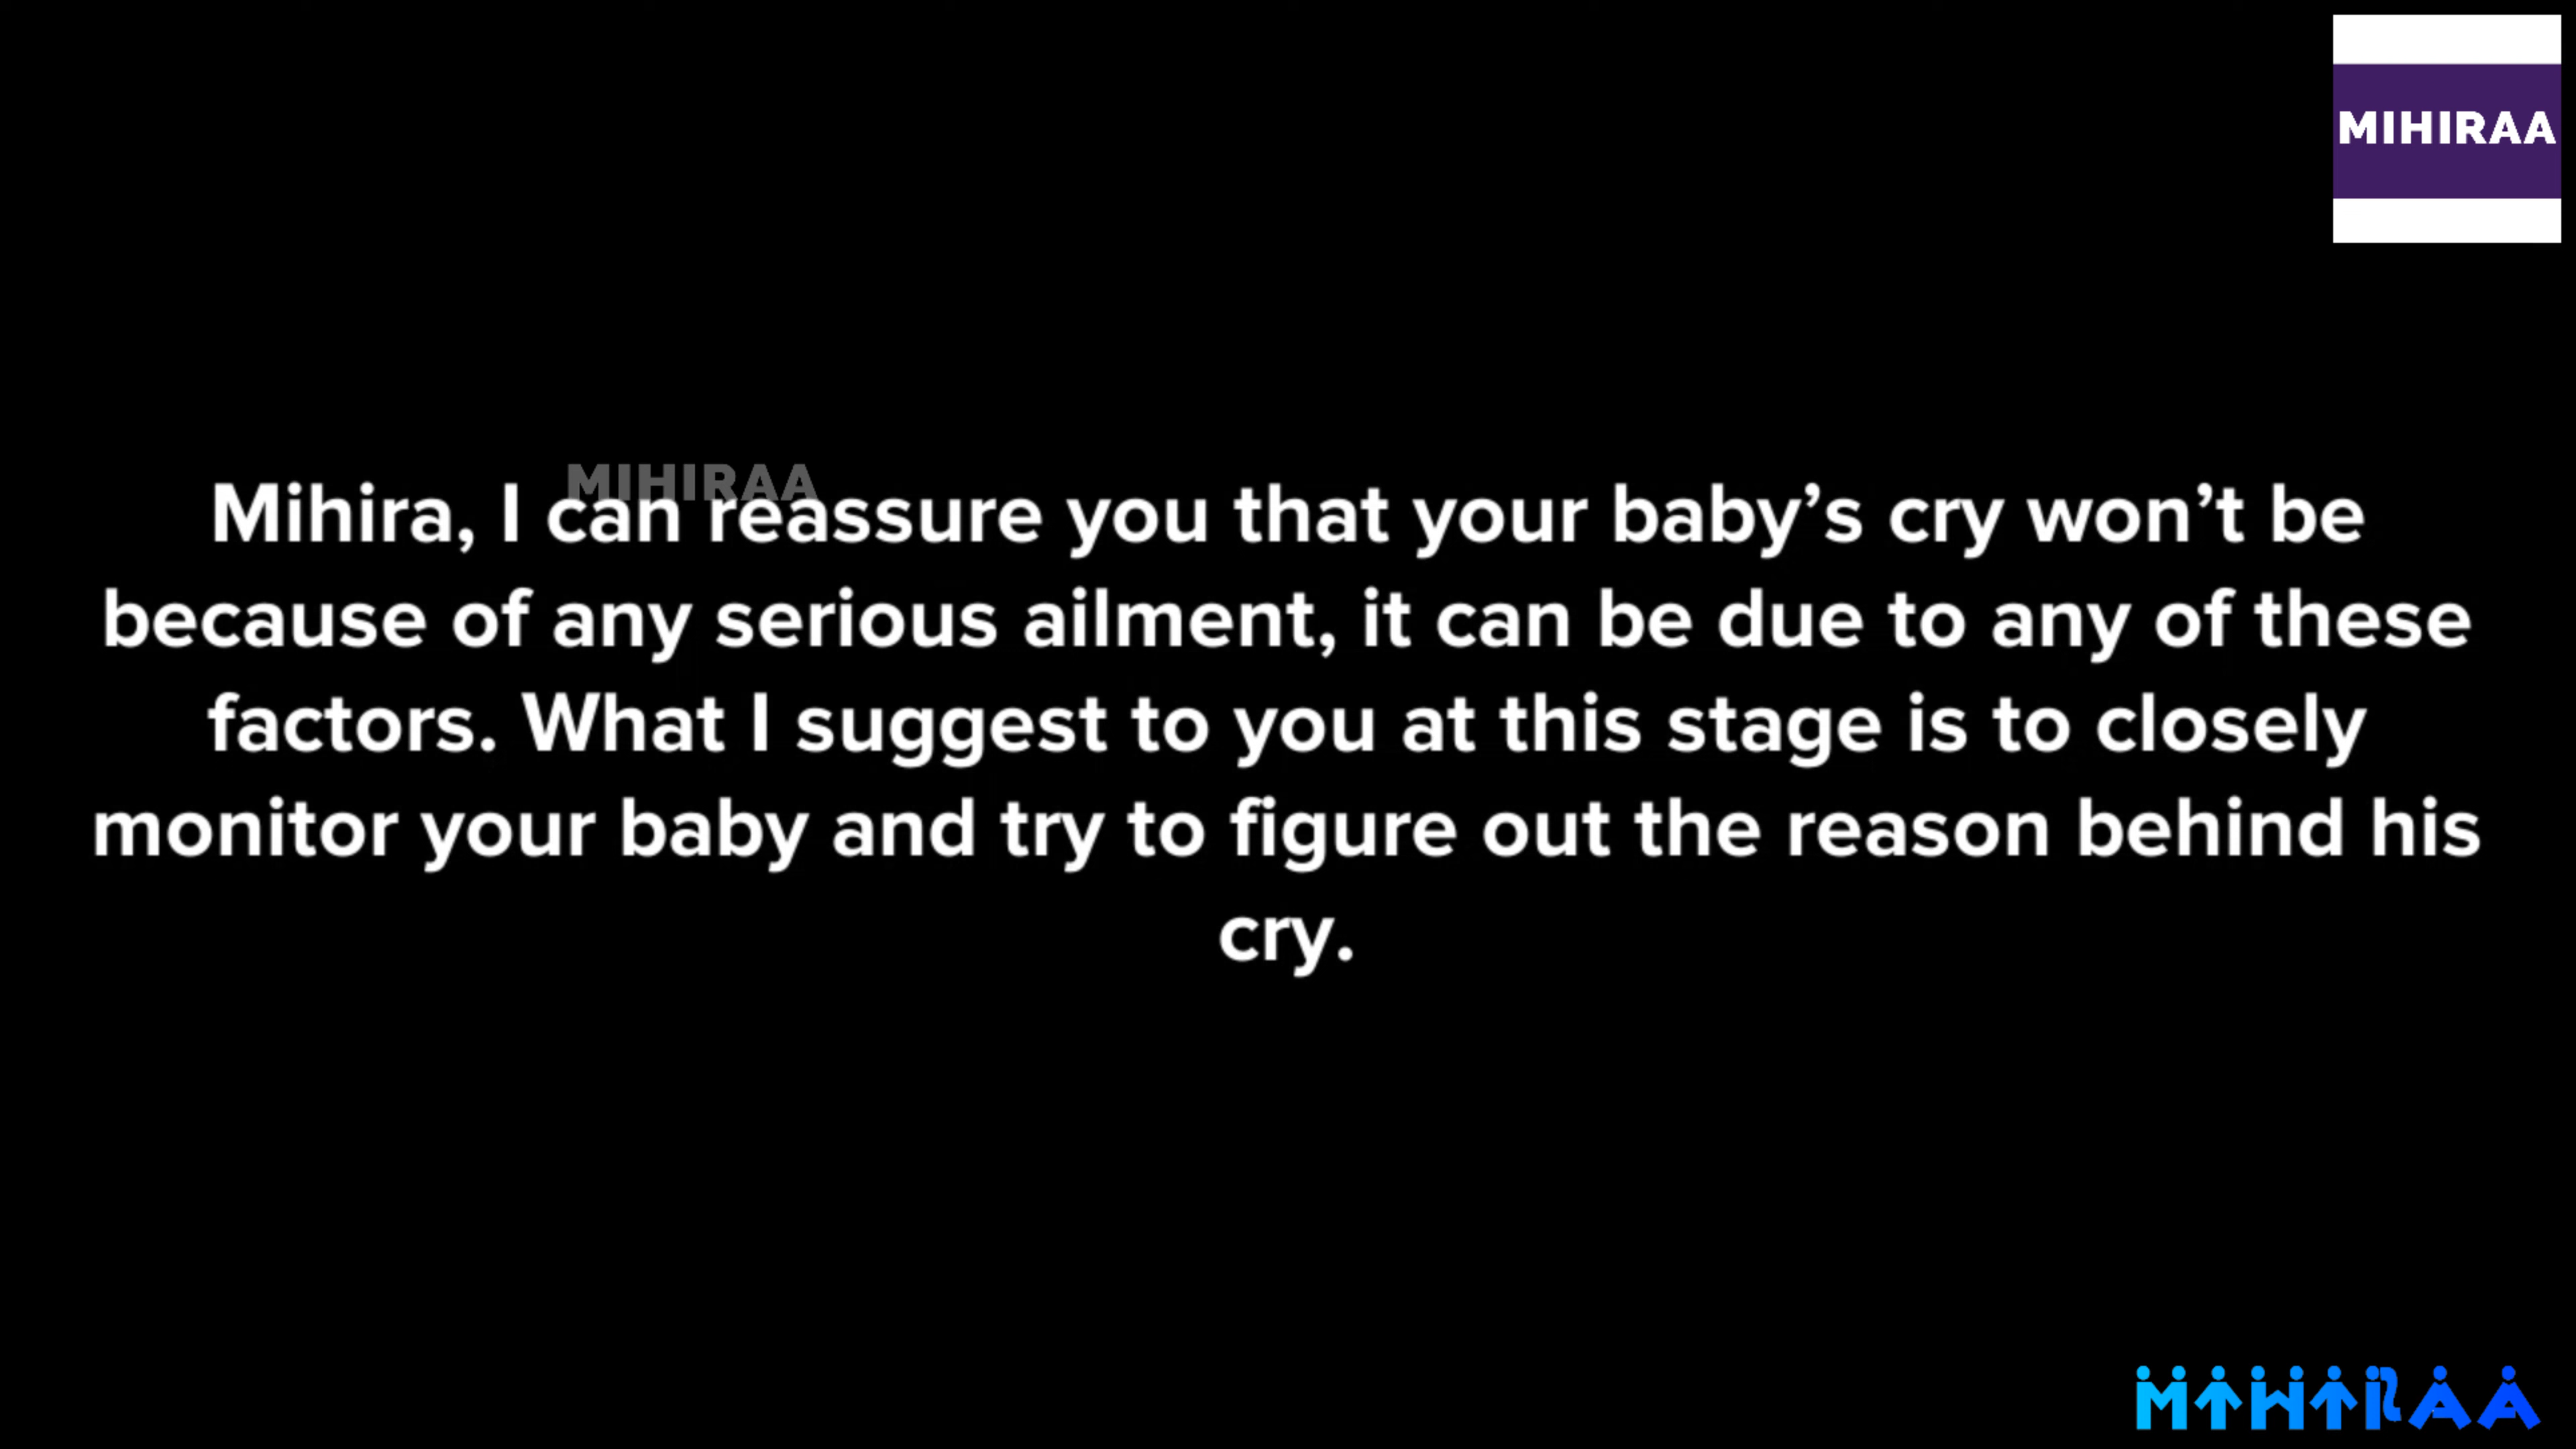 MIHIRAA
MIHIRAA
Mihira, I can reassure you that your baby’s cry won’t be
because of any serious ailment, it can be due to any of these
factors. What I suggest to you at this stage is to closely
monitor your baby and try to figure out the reason behind his
cry.
MIHIRAA